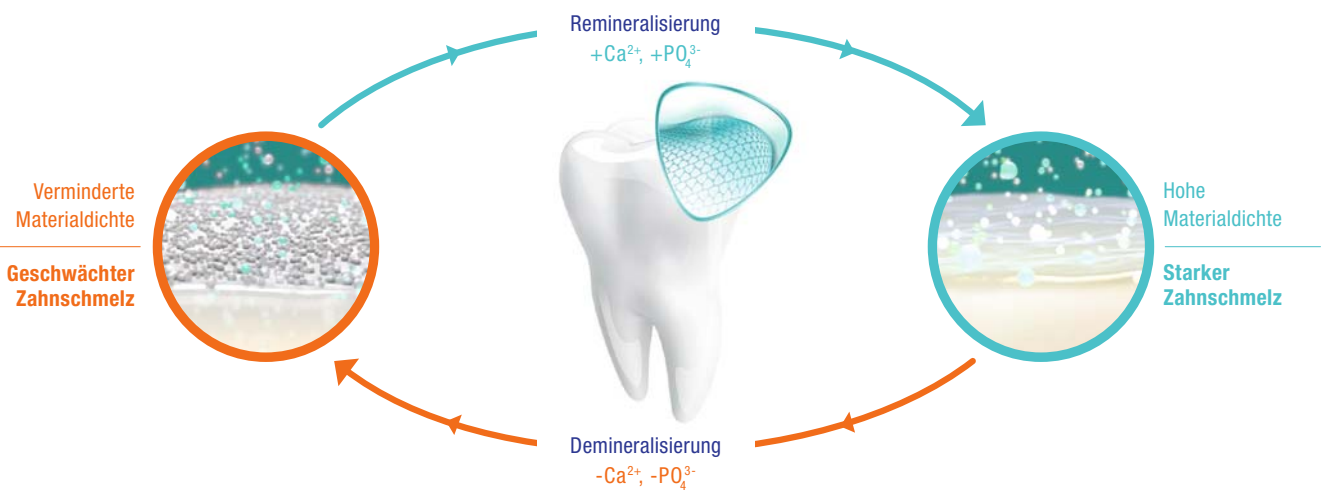 Remineralisierung
+Ca²⁺, +PO₄³⁻
Verminderte
Materialdichte
Geschwächter
Zahnschmelz
Hohe
Materialdichte
Starker
Zahnschmelz
Demineralisierung
-Ca²⁺, -PO₄³⁻